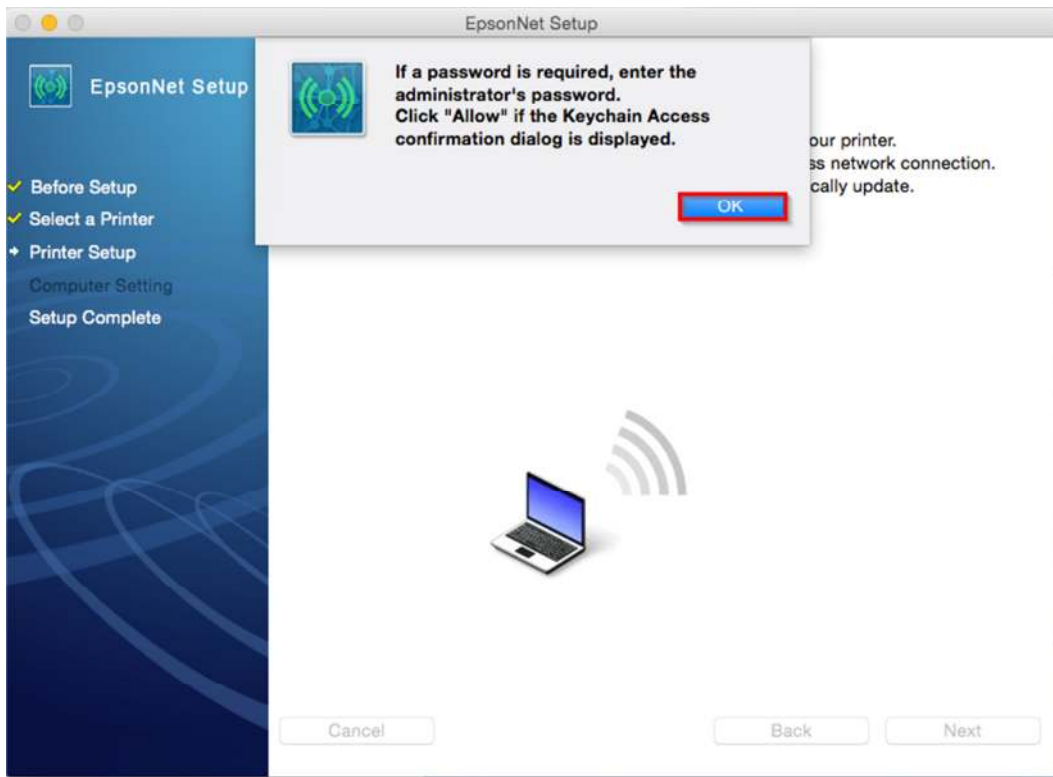 EpsonNet Setup
EpsonNet Setup
If a password is required, enter the
administrator's password.
Click "Allow" if the Keychain Access
confirmation dialog is displayed.
OK
our printer.
ss network connection.
cally update.
Before Setup
Select a Printer
Printer Setup
Computer Setting
Setup Complete
Cancel
Back
Next